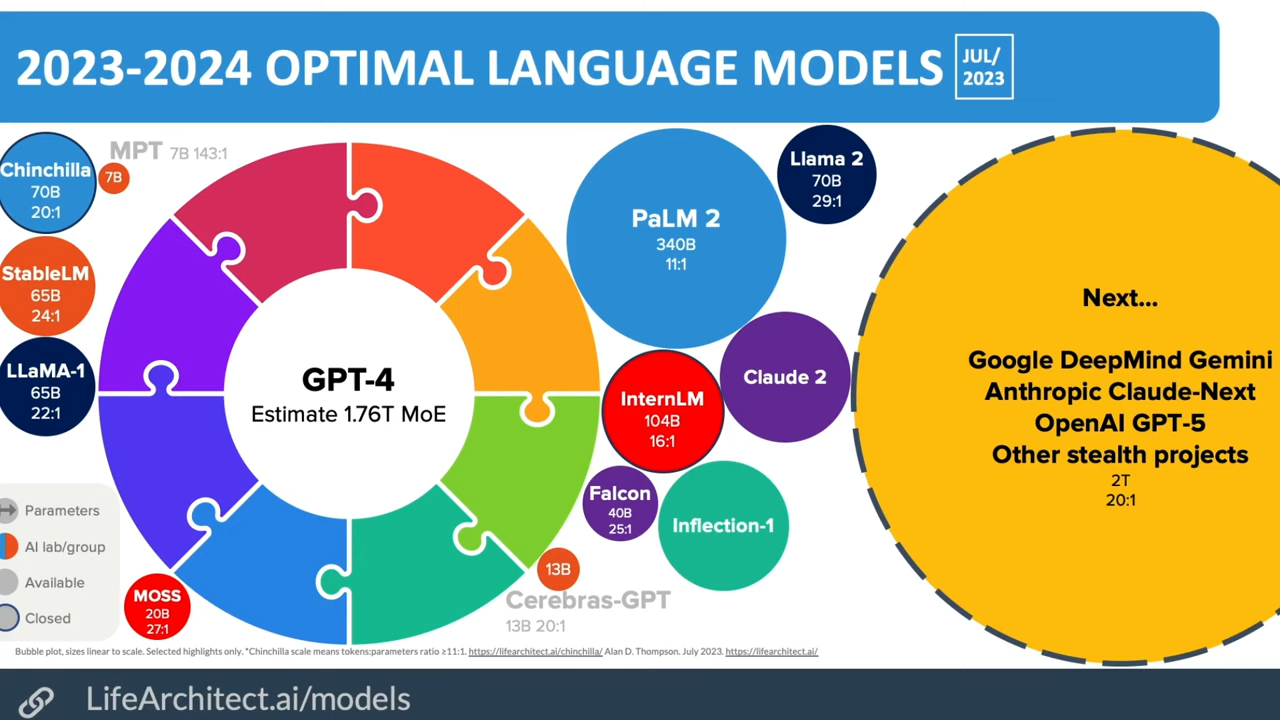 2023-2024 OPTIMAL LANGUAGE MODELS
JUL/
2023
Chinchilla
70B
20:1
MPT 7B 143:1
7B
StableLM
65B
24:1
LLaMA-1
65B
22:1
GPT-4
Estimate 1.76T MoE
PaLM 2
340B
11:1
Llama 2
70B
29:1
Claude 2
InternLM
104B
16:1
Falcon
40B
25:1
Inflection-1
13B
Cerebras-GPT
13B 20:1
MOSS
20B
27:1
Next...
Google DeepMind Gemini
Anthropic Claude-Next
OpenAI GPT-5
Other stealth projects
2T
20:1
Parameters
AI lab/group
Available
Closed
Bubble plot, sizes linear to scale. Selected highlights only. *Chinchilla scale means tokens:parameters ratio ≥11:1. https://lifearchitect.ai/chinchilla/ Alan D. Thompson. July 2023. https://lifearchitect.ai/
LifeArchitect.ai/models